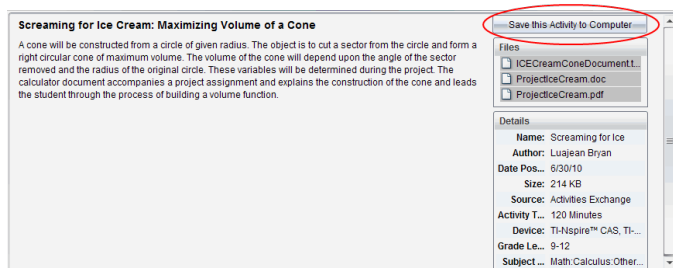 Screaming for Ice Cream: Maximizing Volume of a Cone
A cone will be constructed from a circle of given radius. The object is to cut a sector from the circle and form a
right circular cone of maximum volume. The volume of the cone will depend upon the angle of the sector
removed and the radius of the original circle. These variables will be determined during the project. The
calculator document accompanies a project assignment and explains the construction of the cone and leads
the student through the process of building a volume function.
Save this Activity to Computer
Files
ICECreamConeDocument.t...
ProjectIceCream.doc
ProjectIceCream.pdf
Details
Name: Screaming for Ice
Author: Luajean Bryan
Date Pos... 6/30/10
Size: 214 KB
Source: Activities Exchange
Activity T... 120 Minutes
Device: TI-Nspire™ CAS, TI-...
Grade Le... 9-12
Subject ... Math:Calculus:Other...